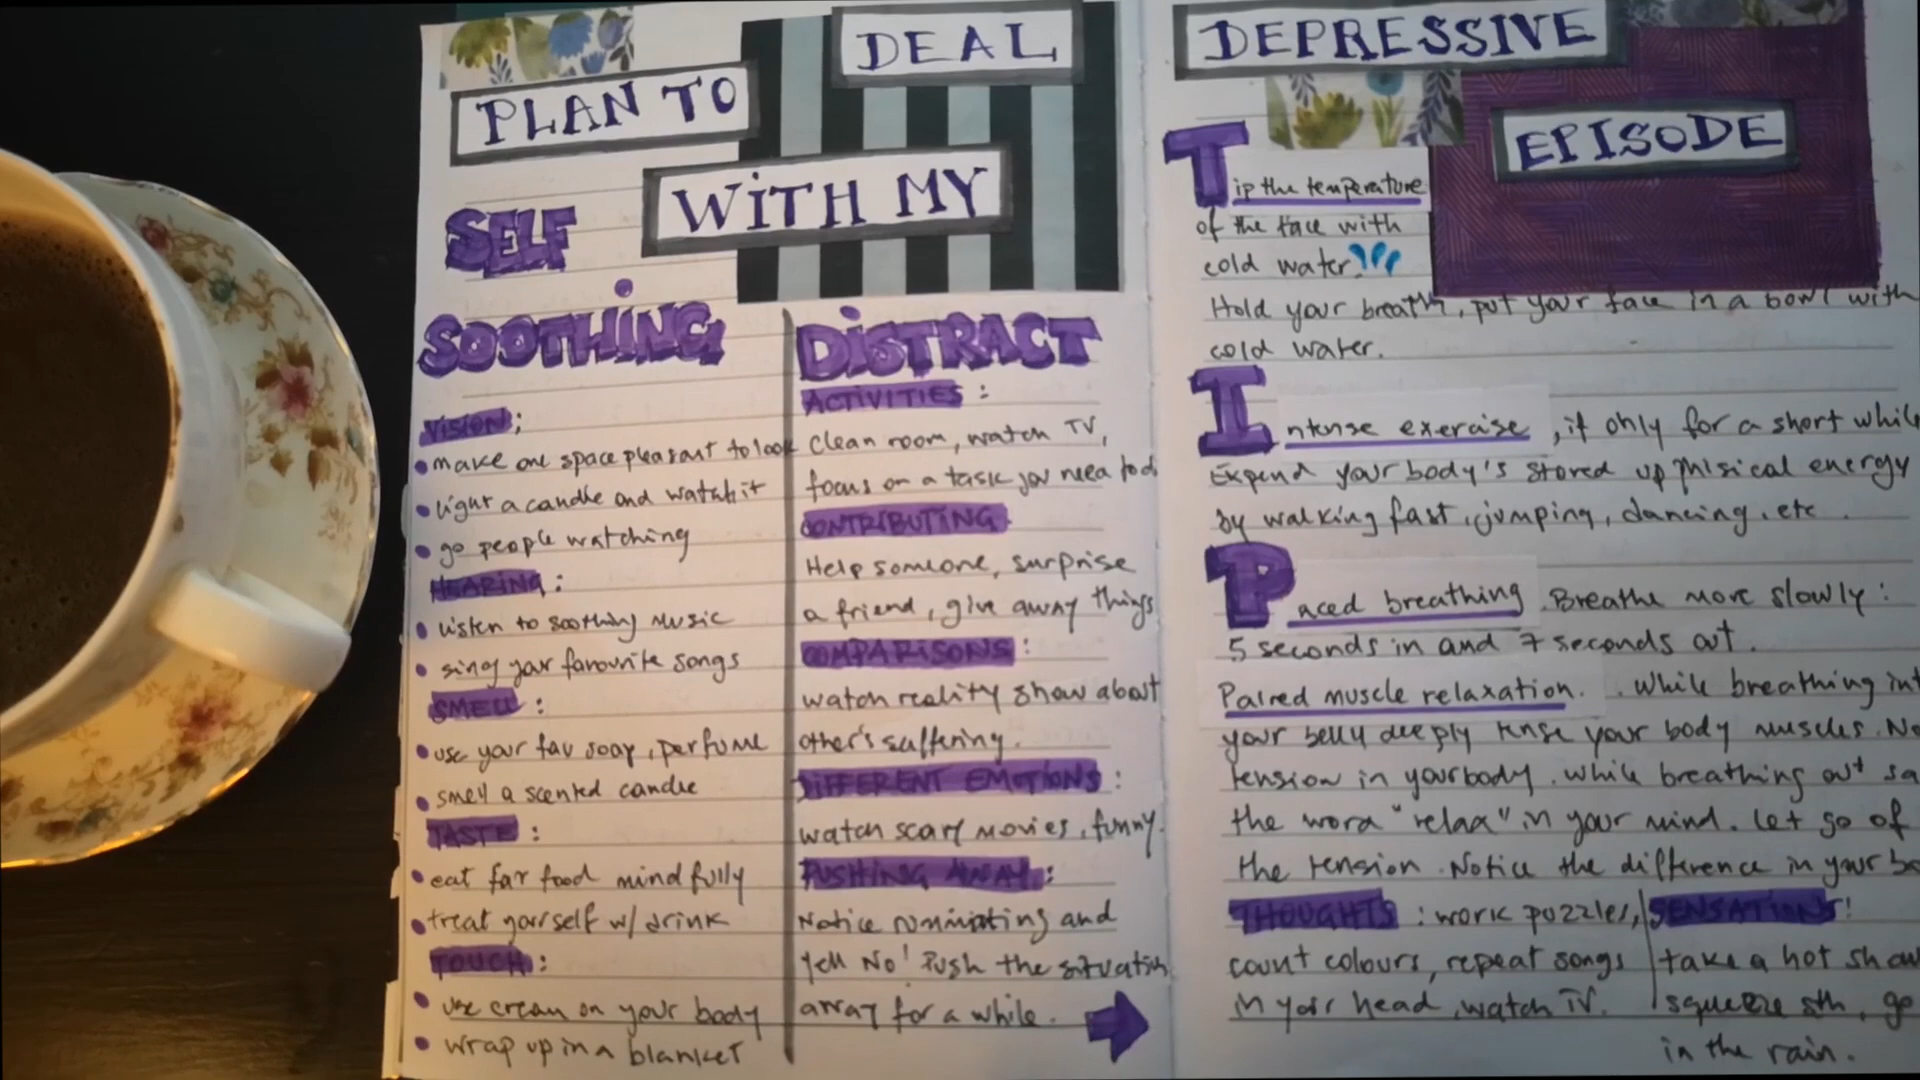 PLAN TO
DEAL
WITH MY
DEPRESSIVE
EPISODE
SELF
SOOTHING
VISION:
• make one space pleasant to look
• light a candle and watch it
• go people watching
HEARING:
• listen to soothing music
• sing your favourite songs
SMELL:
• use your fav soap, perfume
• smell a scented candle
TASTE:
• eat fav food mindfully
• treat yourself w/ drink
TOUCH:
• use cream on your body
• wrap up in a blanket
DISTRACT
ACTIVITIES:
clean room, watch TV,
focus on a task you need to do
CONTRIBUTING
Help someone, surprise
a friend, give away things
COMPARISONS:
watch reality show about
other's suffering.
DIFFERENT EMOTIONS:
watch scary movies, funny.
PUSHING AWAY:
Notice ruminating and
yell No! Push the situation
away for a while.
Tip the temperature
of the face with
cold water.
Hold your breath, put your face in a bowl with
cold water.
Intense exercise, if only for a short while
Expend your body's stored up phisical energy
by walking fast, jumping, dancing, etc.
Paced breathing. Breathe more slowly:
5 seconds in and 7 seconds out.
Paired muscle relaxation. While breathing int
your belly deeply tense your body muscles. No
tension in your body. While breathing out sa
the word "relax" in your mind. Let go of
the tension. Notice the difference in your bo
THOUGHTS: work puzzles,
count colours, repeat songs
in your head, watch TV.
SENSATIONS!
take a hot show
squeeze sth, go
in the rain.